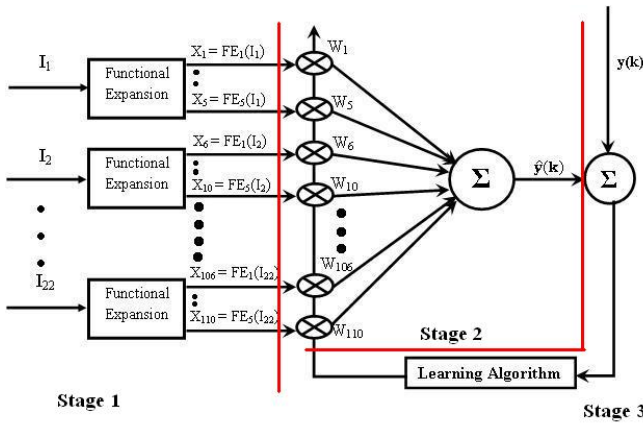 I₁
Functional
Expansion
X₁ = FE₁(I₁)
X₅ = FE₅(I₁)
W₁
W₅
I₂
Functional
Expansion
X₆ = FE₁(I₂)
X₁₀ = FE₅(I₂)
W₆
W₁₀
I₂₂
Functional
Expansion
X₁₀₆ = FE₁(I₂₂)
X₁₁₀ = FE₅(I₂₂)
W₁₀₆
W₁₁₀
Σ
ŷ(k)
y(k)
Σ
Stage 2
Learning Algorithm
Stage 1
Stage 3